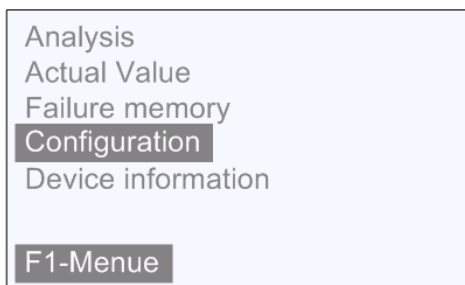 Analysis
Actual Value
Failure memory
Configuration
Device information
F1-Menue